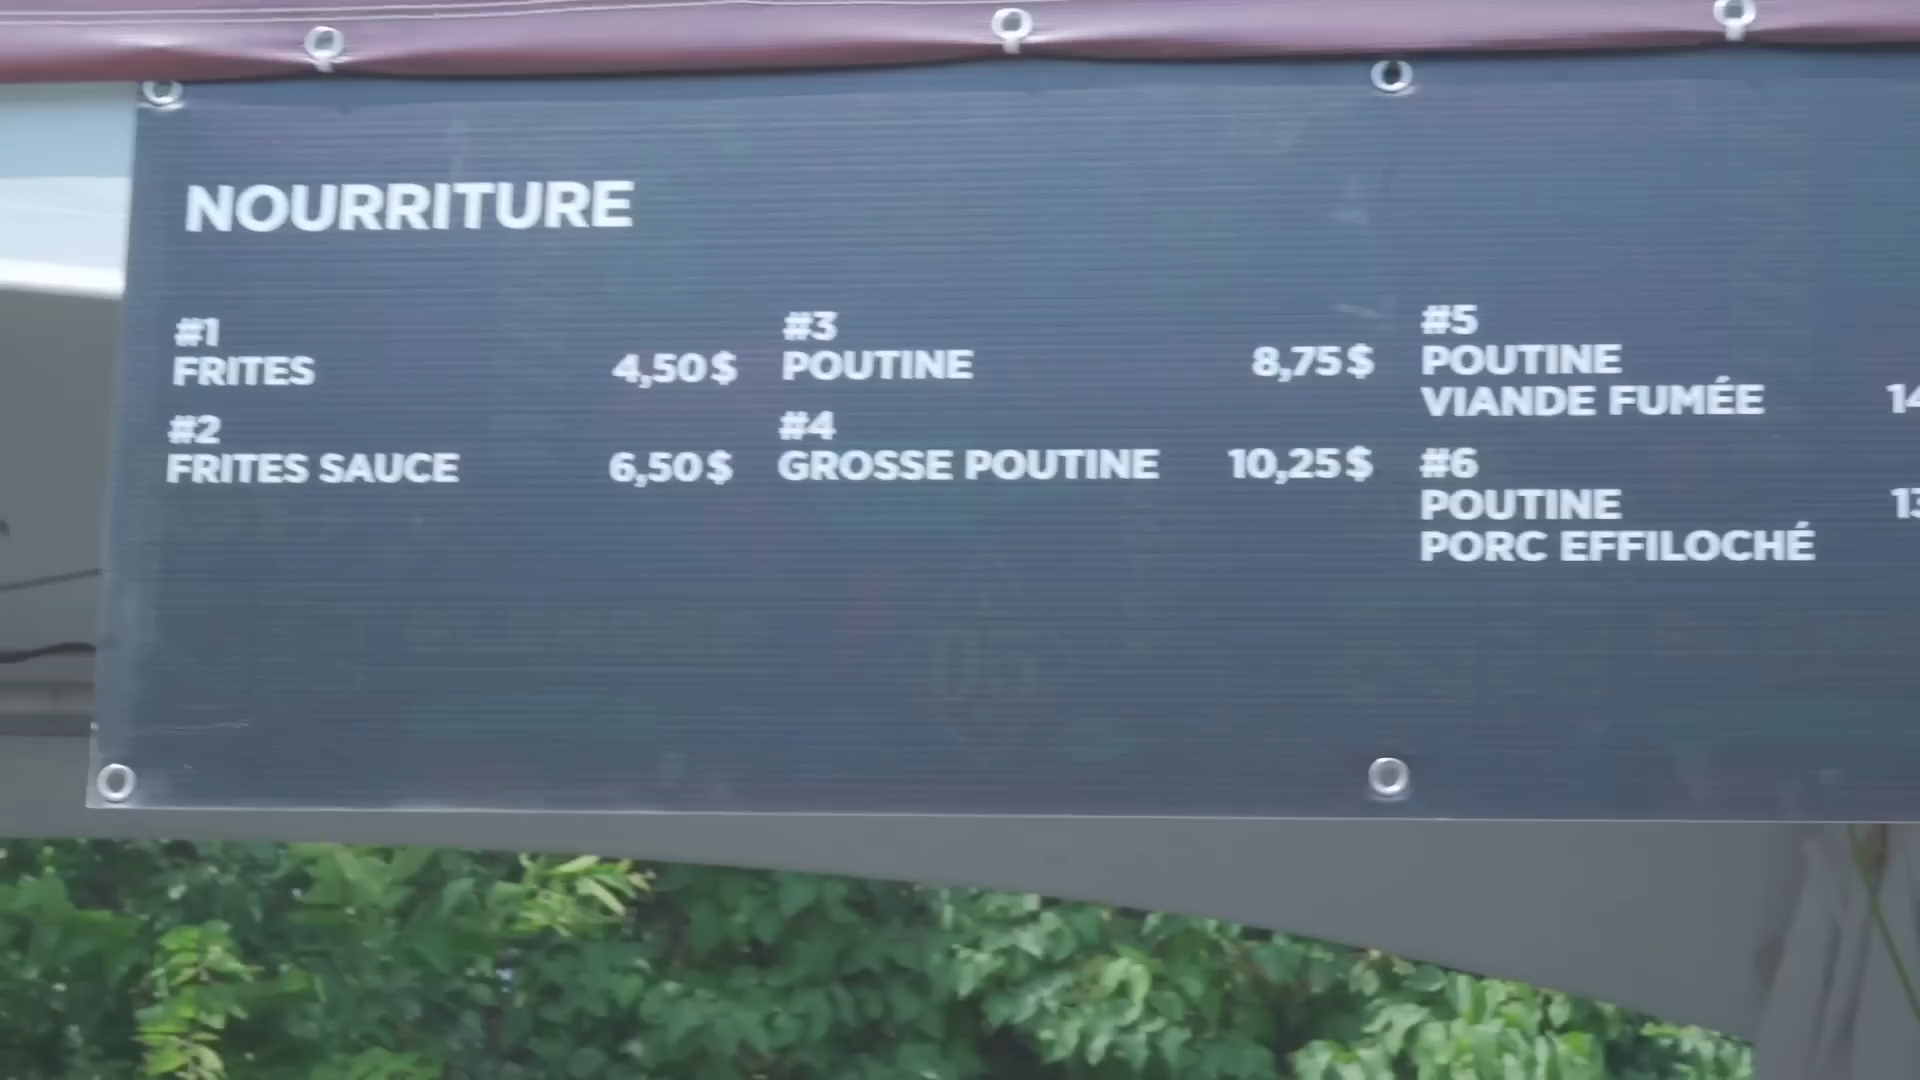 NOURRITURE
#1
FRITES 4,50$
#2
FRITES SAUCE 6,50$
#3
POUTINE 8,75$
#4
GROSSE POUTINE 10,25$
#5
POUTINE
VIANDE FUMÉE
#6
POUTINE
PORC EFFILOCHÉ